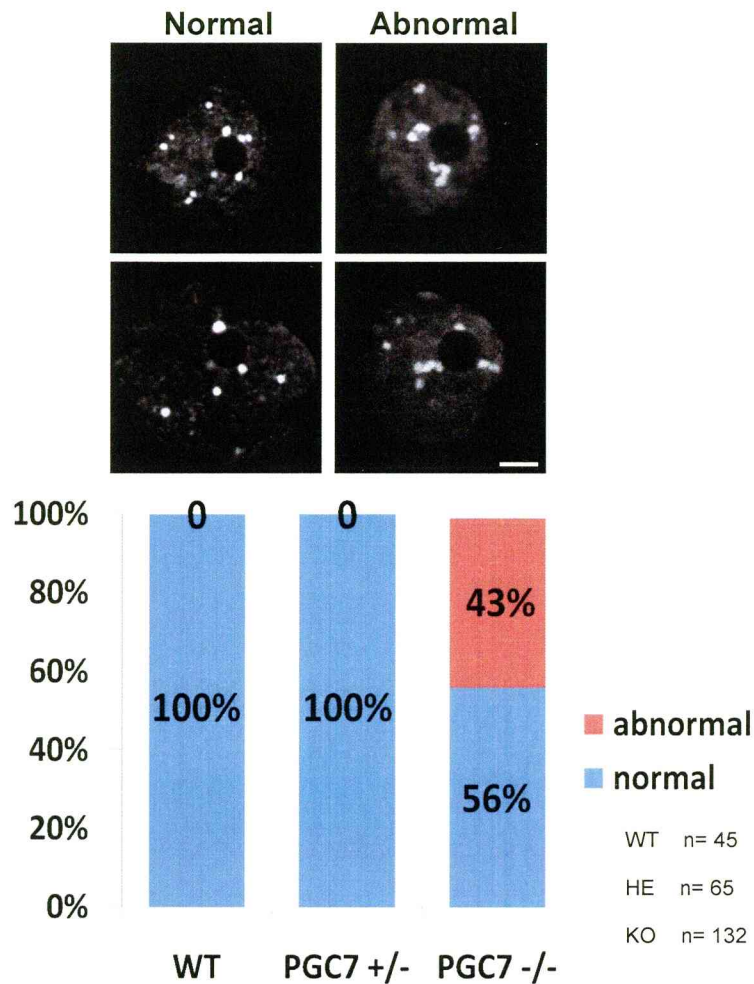 Normal Abnormal
100%
80%
60%
40%
20%
0%
0 0
43%
100% 100%
56%
abnormal
normal
WT n= 45
HE n= 65
KO n= 132
WT PGC7 +/- PGC7 -/-